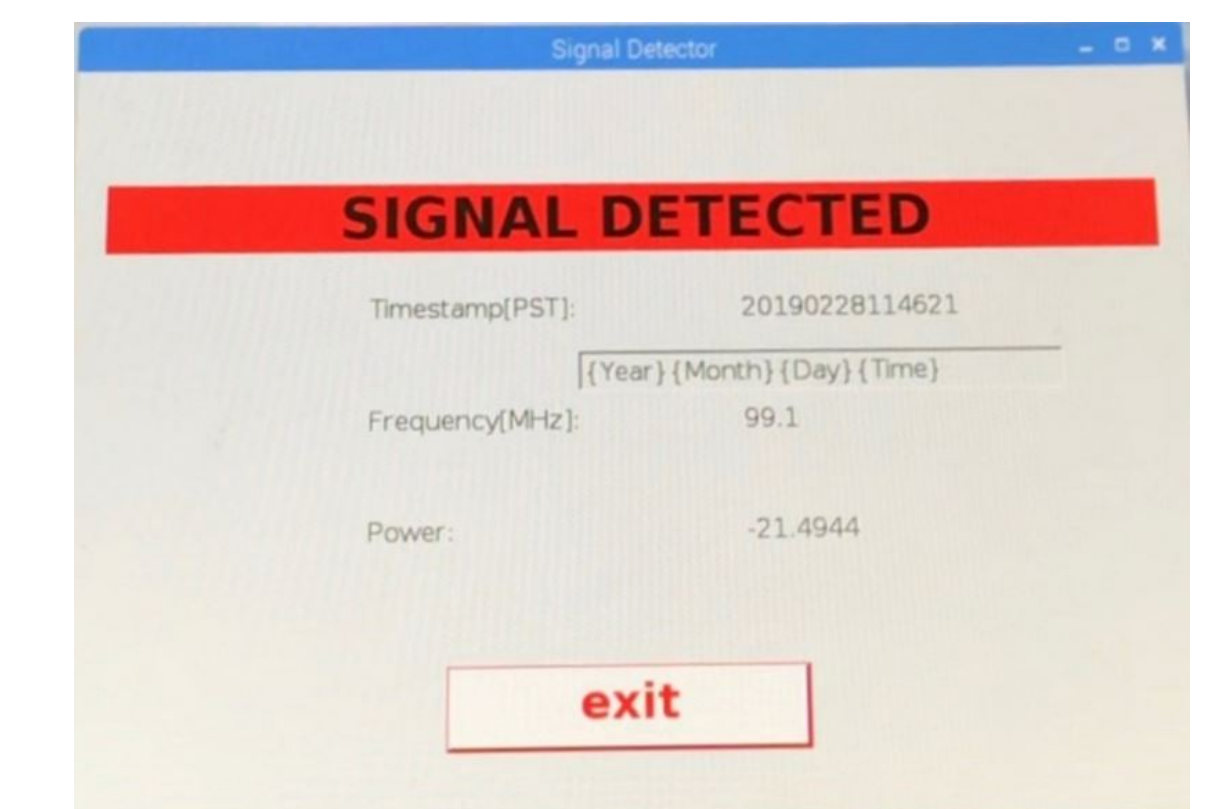 Signal Detector
SIGNAL DETECTED
Timestamp[PST]: 20190228114621
{Year}{Month}{Day}{Time}
Frequency[MHz]: 99.1
Power: -21.4944
exit